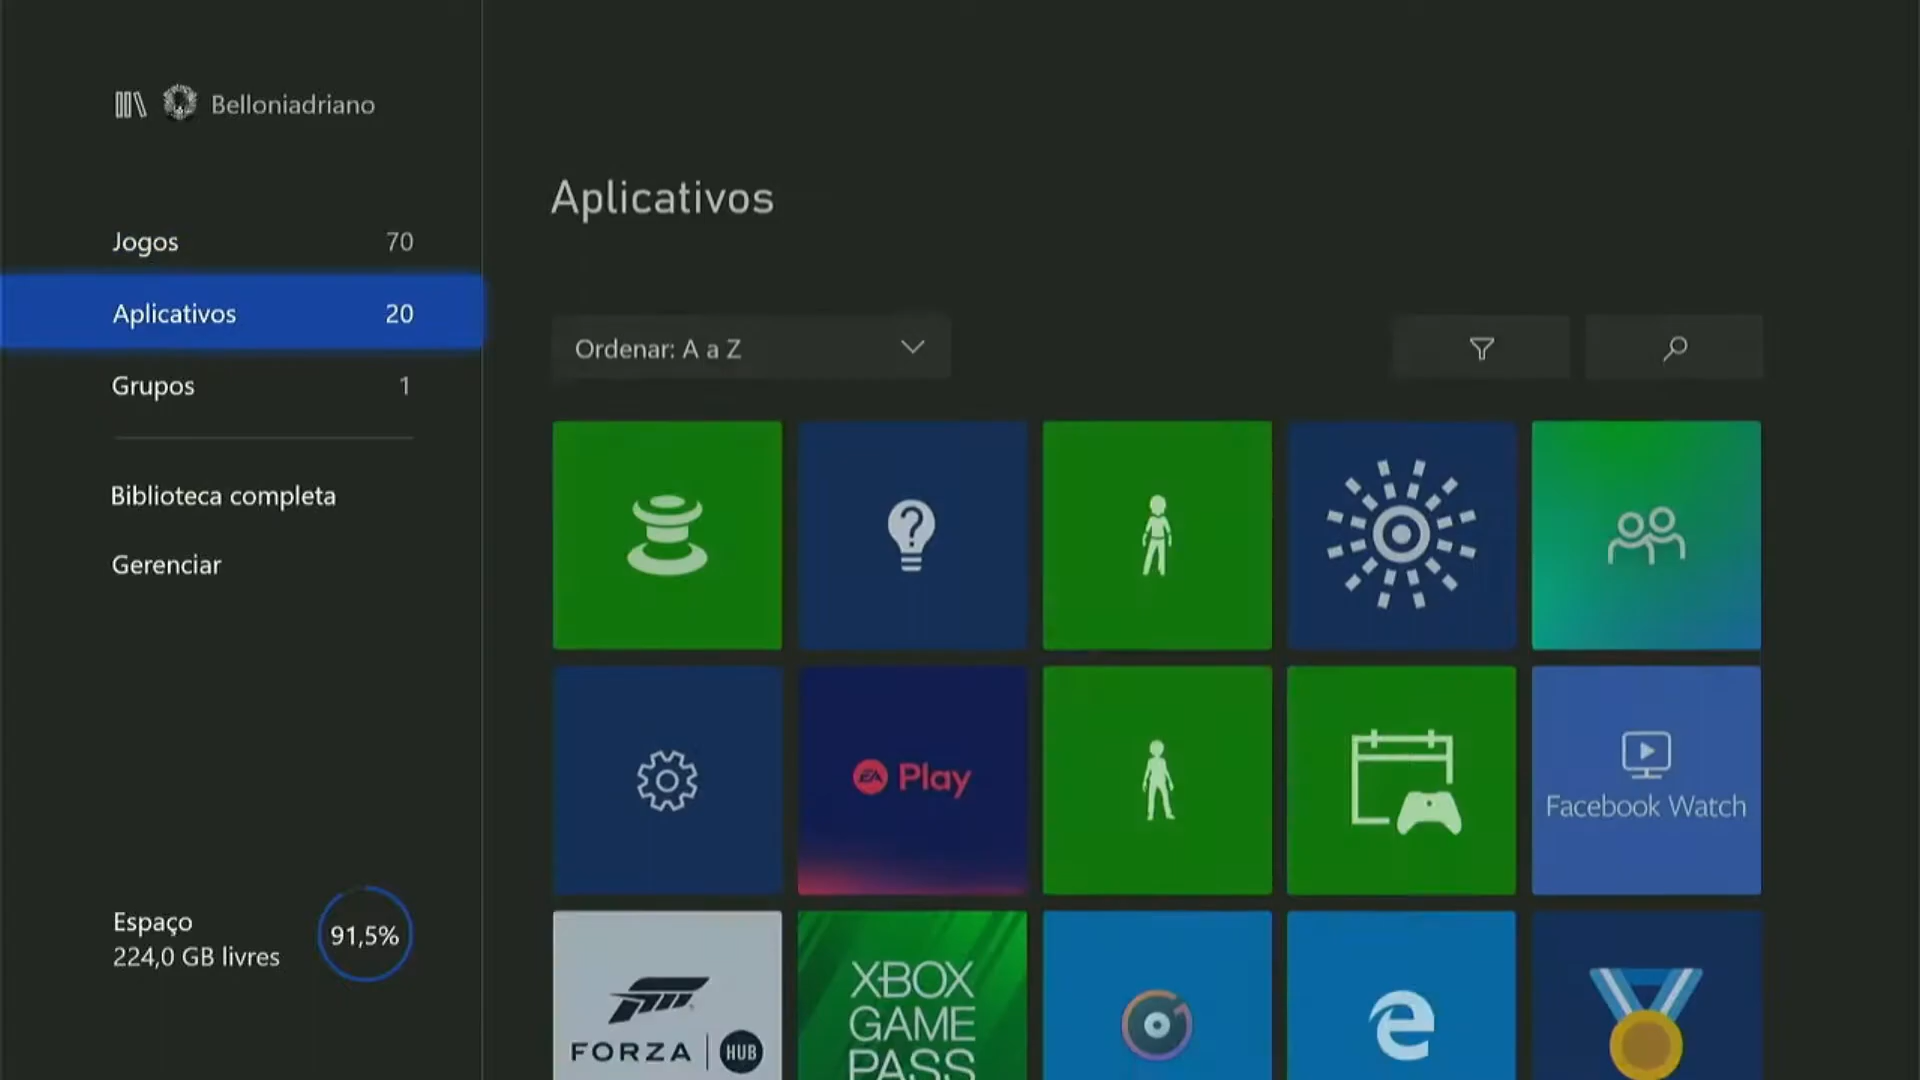 Belloniadriano
Jogos 70
Aplicativos 20
Grupos 1
Biblioteca completa
Gerenciar
Espaço
224,0 GB livres
91,5%
Aplicativos
Ordenar: A a Z
EA Play
Facebook Watch
FORZA HUB
XBOX
GAME
PASS